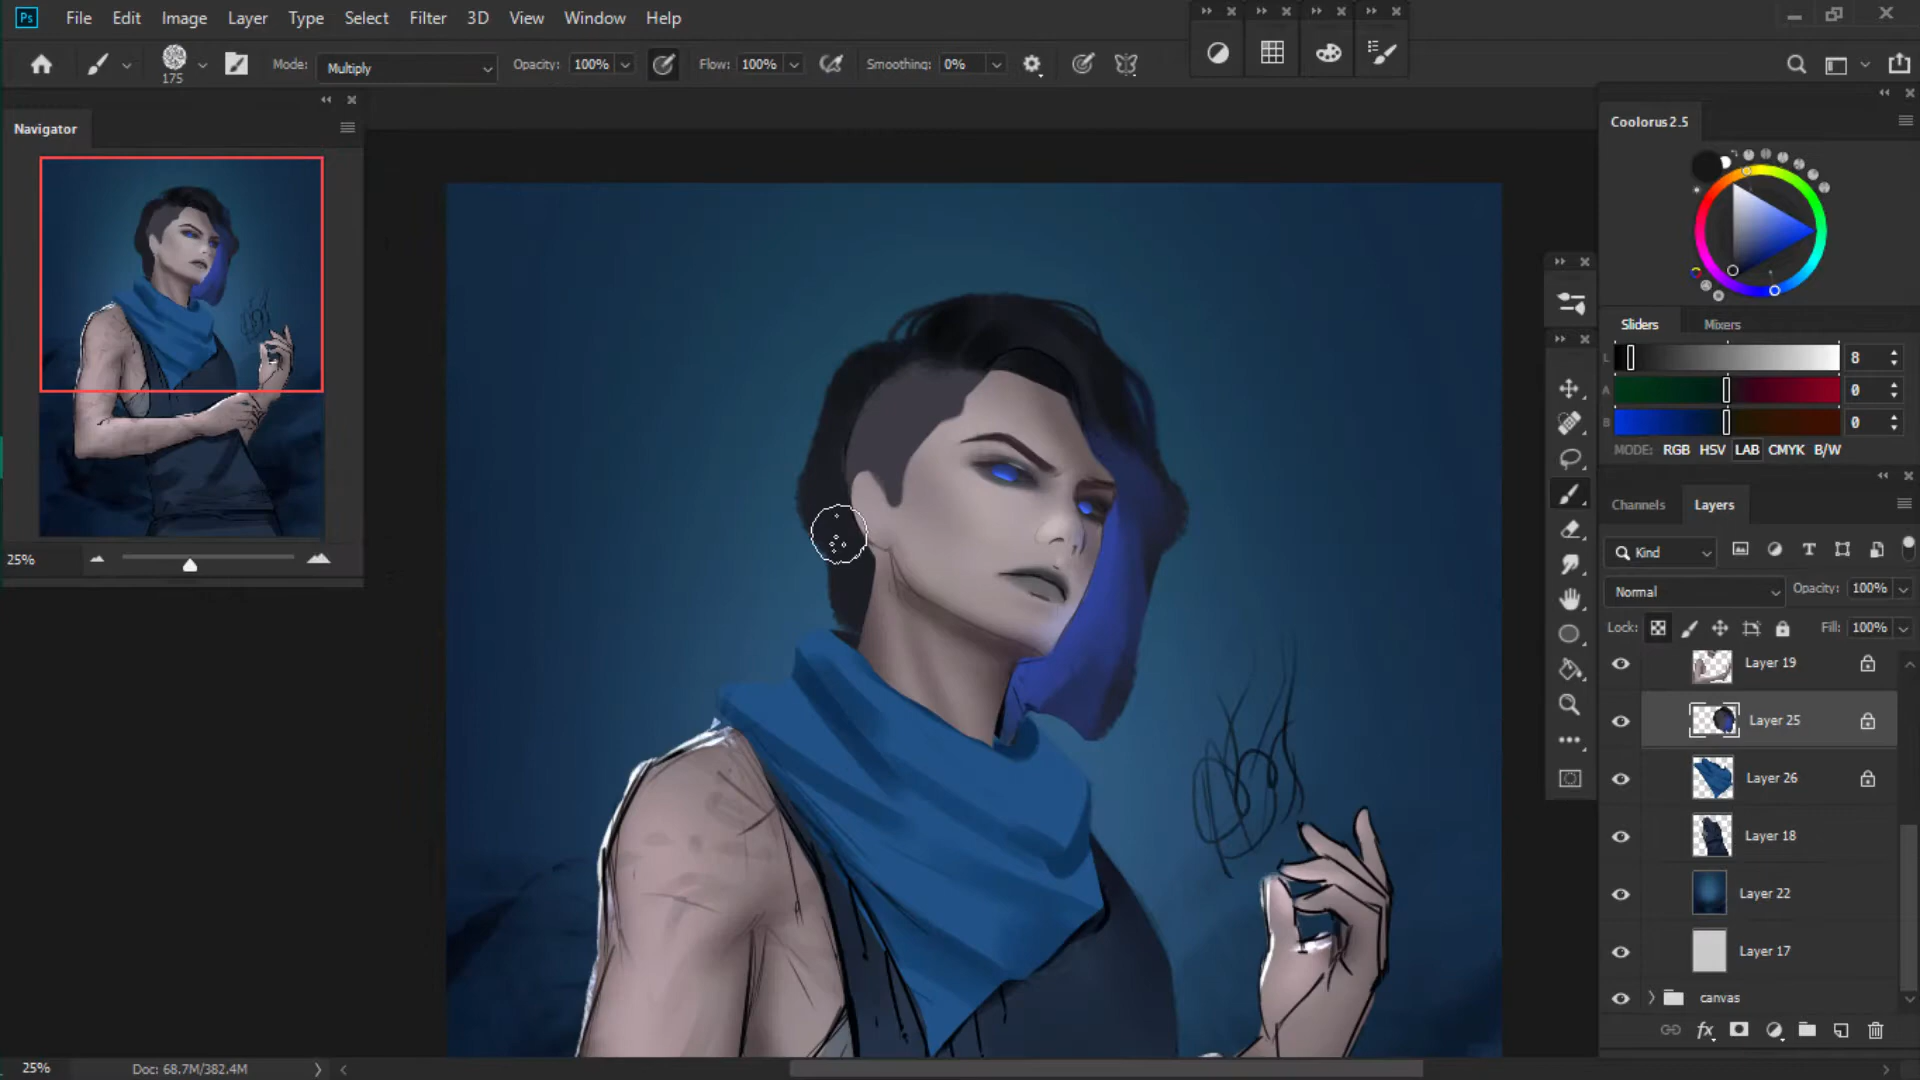 Ps File Edit Image Layer Type Select Filter 3D View Window Help
175 Mode: Multiply Opacity: 100% Flow: 100% Smoothing: 0%
Navigator
25%
Coolorus 2.5
Sliders Mixers
L 8
A 0
B 0
MODE: RGB HSV LAB CMYK B/W
Channels Layers
Kind
Normal Opacity: 100%
Lock: Fill: 100%
Layer 19
Layer 25
Layer 26
Layer 18
Layer 22
Layer 17
canvas
fx
25% Doc: 68.7M/382.4M